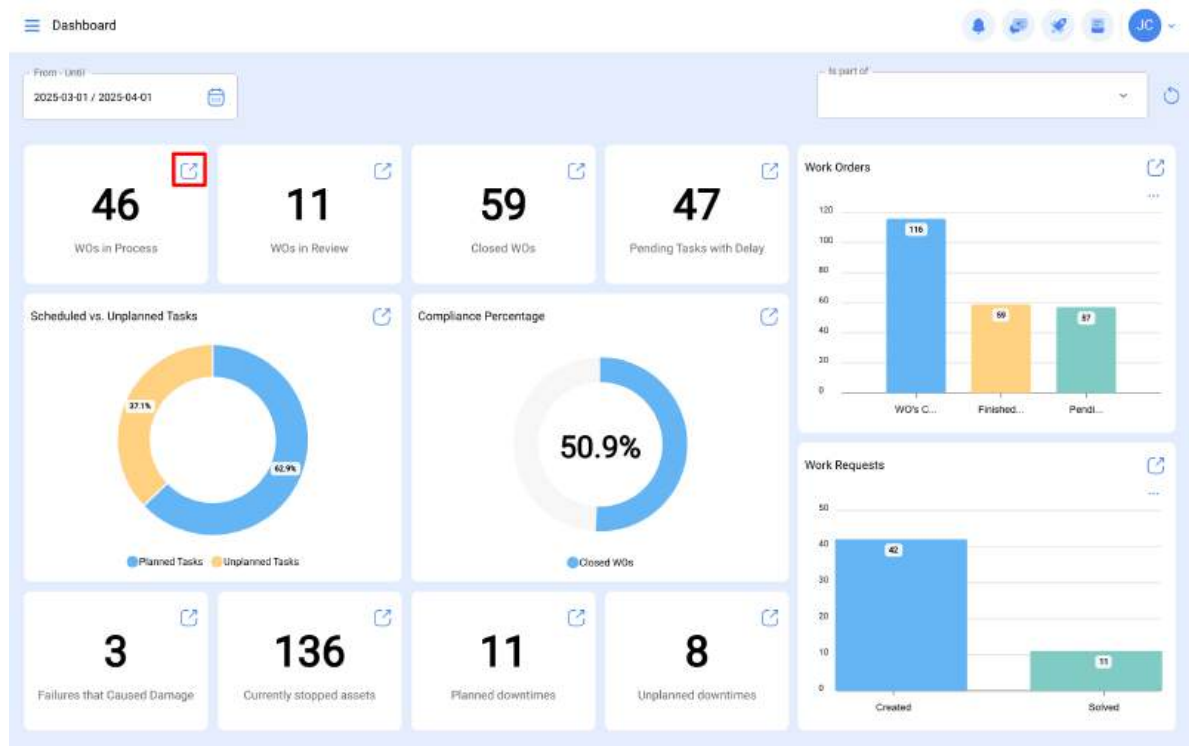 Dashboard
JC
From - Until
2025-03-01 / 2025-04-01
Is part of
46
WOs in Process
11
WOs in Review
59
Closed WOs
47
Pending Tasks with Delay
Work Orders
...
120
100
80
60
40
20
0
116
59
57
WO's C...
Finished...
Pendi...
Scheduled vs. Unplanned Tasks
37.1%
62.9%
Planned Tasks
Unplanned Tasks
Compliance Percentage
50.9%
Closed WOs
Work Requests
...
50
40
30
20
10
0
42
11
Created
Solved
3
Failures that Caused Damage
136
Currently stopped assets
11
Planned downtimes
8
Unplanned downtimes